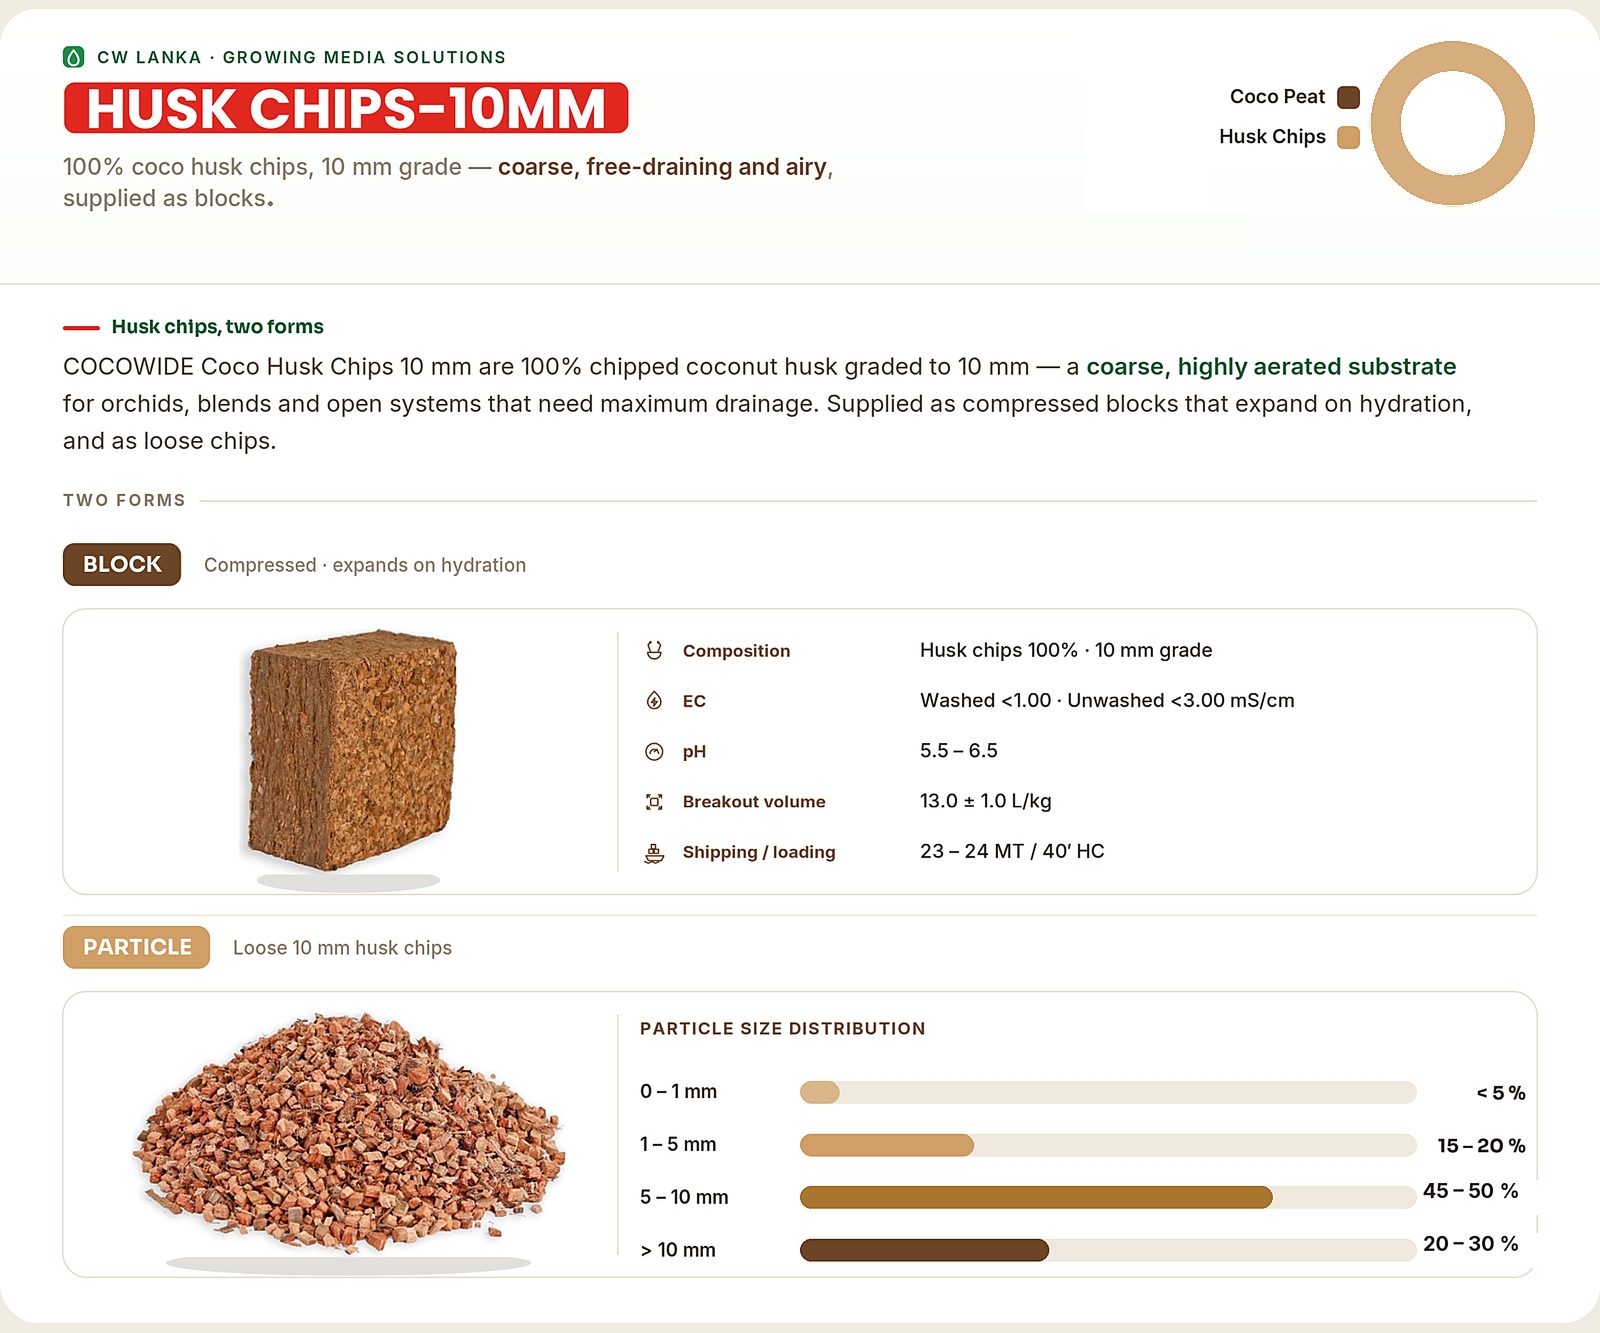 CW LANKA · GROWING MEDIA SOLUTIONS
HUSK CHIPS-10MM
100% coco husk chips, 10 mm grade — coarse, free-draining and airy,
supplied as blocks.
Coco Peat
Husk Chips
Husk chips, two forms
COCOWIDE Coco Husk Chips 10 mm are 100% chipped coconut husk graded to 10 mm — a coarse, highly aerated substrate
for orchids, blends and open systems that need maximum drainage. Supplied as compressed blocks that expand on hydration,
and as loose chips.
TWO FORMS
BLOCK Compressed · expands on hydration
Composition Husk chips 100% · 10 mm grade
EC Washed <1.00 · Unwashed <3.00 mS/cm
pH 5.5 – 6.5
Breakout volume 13.0 ± 1.0 L/kg
Shipping / loading 23 – 24 MT / 40′ HC
PARTICLE Loose 10 mm husk chips
PARTICLE SIZE DISTRIBUTION
0 – 1 mm < 5 %
1 – 5 mm 15 – 20 %
5 – 10 mm 45 – 50 %
> 10 mm 20 – 30 %